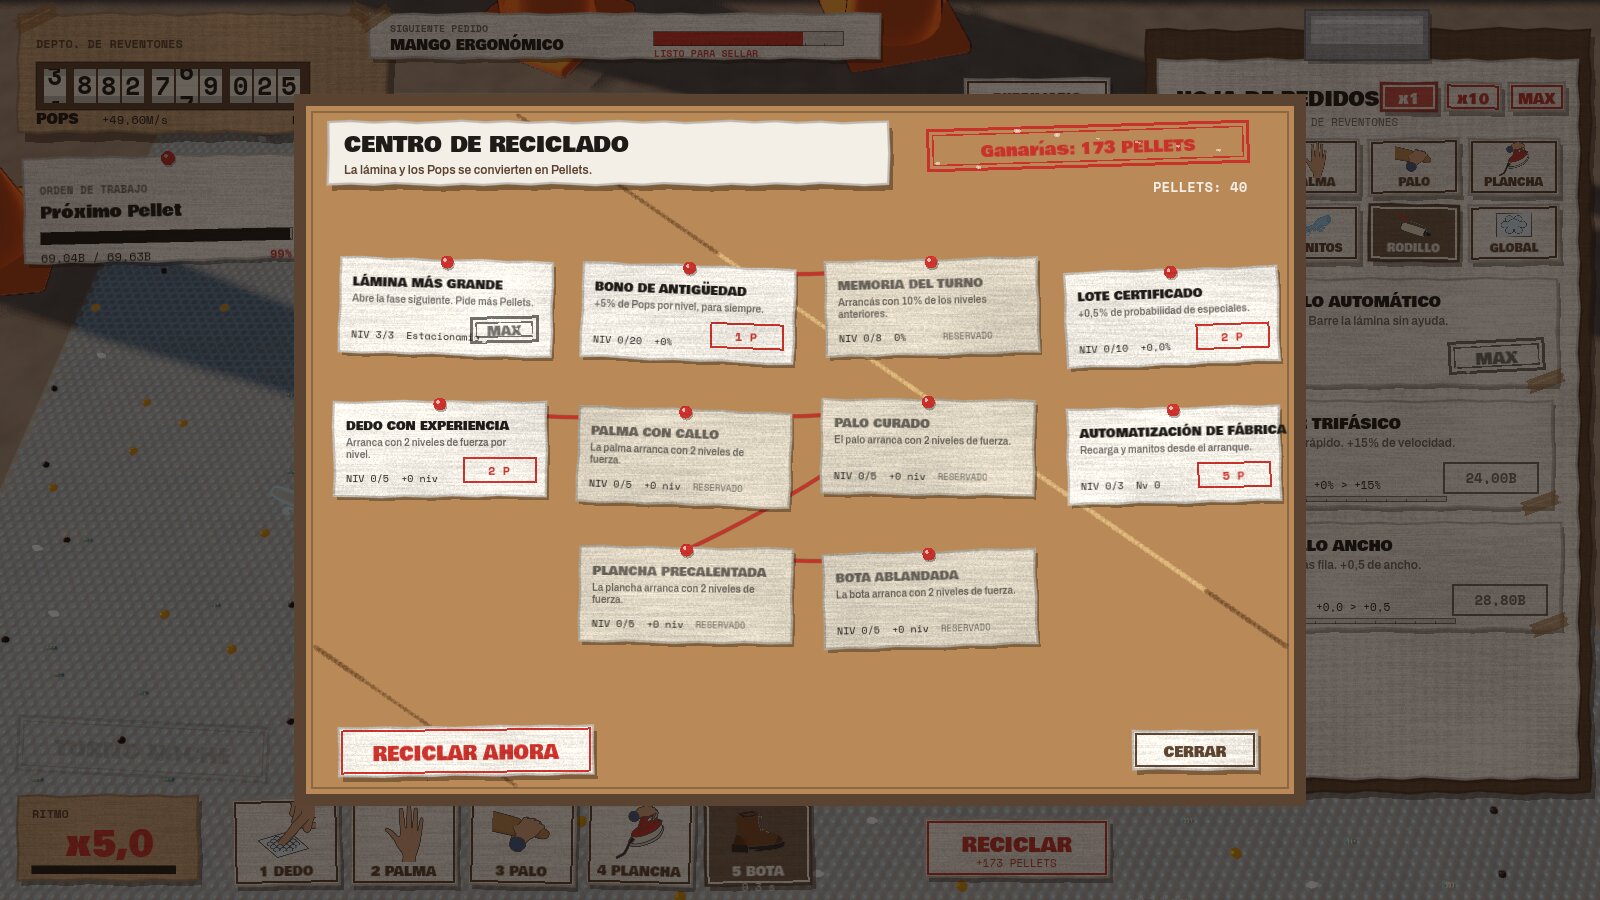 DEPTO. DE REVENTONES
8827 9025
POPS +49,60M/s
SIGUIENTE PEDIDO
MANGO ERGONÓMICO
LISTO PARA SELLAR
ORDEN DE TRABAJO
Próximo Pellet
69.04B / 69.63B 99%
PEDIDOS x1 x10 MAX
DE REVENTONES
PALO PLANCHA
RODILLO GLOBAL
CENTRO DE RECICLADO
La lámina y los Pops se convierten en Pellets.
Ganarías: 173 PELLETS
PELLETS: 40
LÁMINA MÁS GRANDE
Abre la fase siguiente. Pide más Pellets.
NIV 3/3 Estacionam MAX
BONO DE ANTIGÜEDAD
+5% de Pops por nivel, para siempre.
NIV 0/20 +0% 1 P
MEMORIA DEL TURNO
Arrancás con 10% de los niveles
anteriores.
NIV 0/8 0% RESERVADO
LOTE CERTIFICADO
+0,5% de probabilidad de especiales.
NIV 0/10 +0,0% 2 P
DEDO CON EXPERIENCIA
Arranca con 2 niveles de fuerza por
nivel.
NIV 0/5 +0 niv 2 P
PALMA CON CALLO
La palma arranca con 2 niveles de
fuerza.
NIV 0/5 +0 niv RESERVADO
PALO CURADO
El palo arranca con 2 niveles de fuerza.
NIV 0/5 +0 niv RESERVADO
AUTOMATIZACIÓN DE FÁBRICA
Recarga y manitos desde el arranque.
NIV 0/3 Nv 0 5 P
PLANCHA PRECALENTADA
La plancha arranca con 2 niveles de
fuerza.
NIV 0/5 +0 niv RESERVADO
BOTA ABLANDADA
La bota arranca con 2 niveles de fuerza.
NIV 0/5 +0 niv RESERVADO
RECICLAR AHORA
CERRAR
LO AUTOMÁTICO
Barre la lámina sin ayuda.
MAX
TRIFÁSICO
rápido. +15% de velocidad.
+0% > +15% 24,00B
LO ANCHO
s fila. +0,5 de ancho.
+0,0 > +0,5 28,80B
RITMO
x5,0
1 DEDO
2 PALMA
3 PALO
4 PLANCHA
5 BOTA
RECICLAR
+173 PELLETS